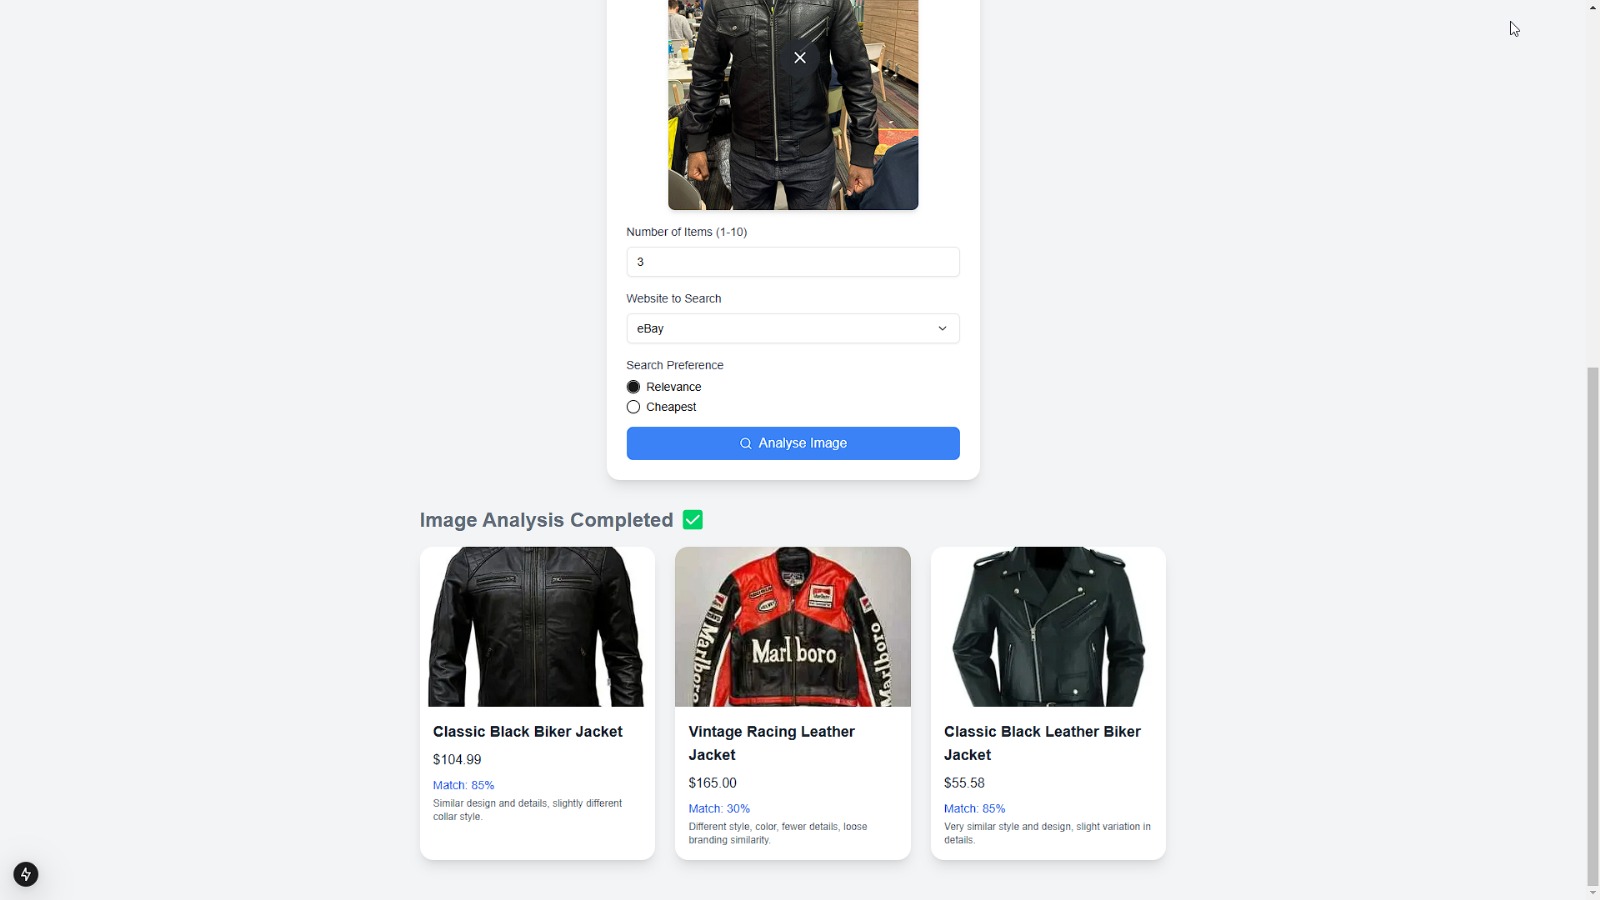 Number of Items (1-10)
3
Website to Search
eBay
Search Preference
Relevance
Cheapest
Analyse Image
Image Analysis Completed
Marlboro
Marlboro
Marlboro
Classic Black Biker Jacket
$104.99
Match: 85%
Similar design and details, slightly different
collar style.
Vintage Racing Leather
Jacket
$165.00
Match: 30%
Different style, color, fewer details, loose
branding similarity.
Classic Black Leather Biker
Jacket
$55.58
Match: 85%
Very similar style and design, slight variation in
details.